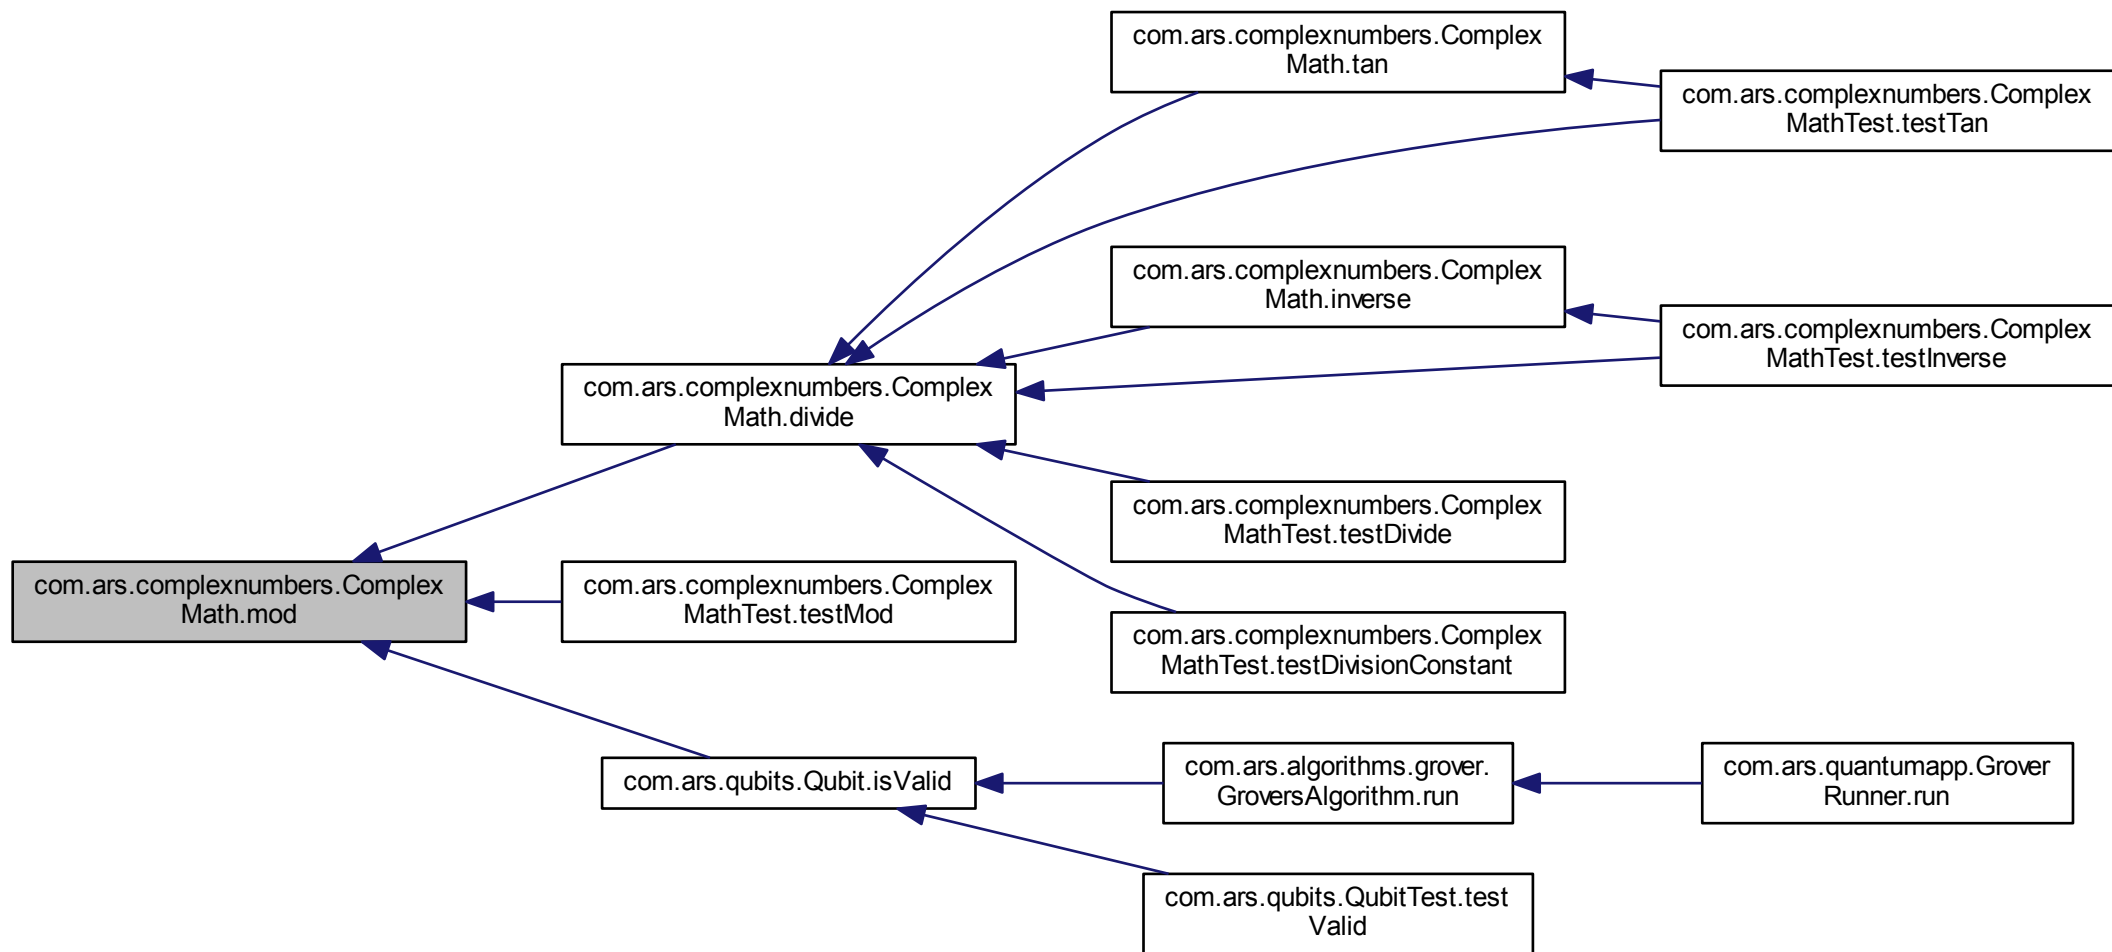 com.ars.complexnumbers.Complex
Math.tan
com.ars.complexnumbers.Complex
MathTest.testTan
com.ars.complexnumbers.Complex
Math.inverse
com.ars.complexnumbers.Complex
MathTest.testInverse
com.ars.complexnumbers.Complex
Math.divide
com.ars.complexnumbers.Complex
MathTest.testDivide
com.ars.complexnumbers.Complex
Math.mod
com.ars.complexnumbers.Complex
MathTest.testMod
com.ars.complexnumbers.Complex
MathTest.testDivisionConstant
com.ars.qubits.Qubit.isValid
com.ars.algorithms.grover.
GroversAlgorithm.run
com.ars.quantumapp.Grover
Runner.run
com.ars.qubits.QubitTest.test
Valid